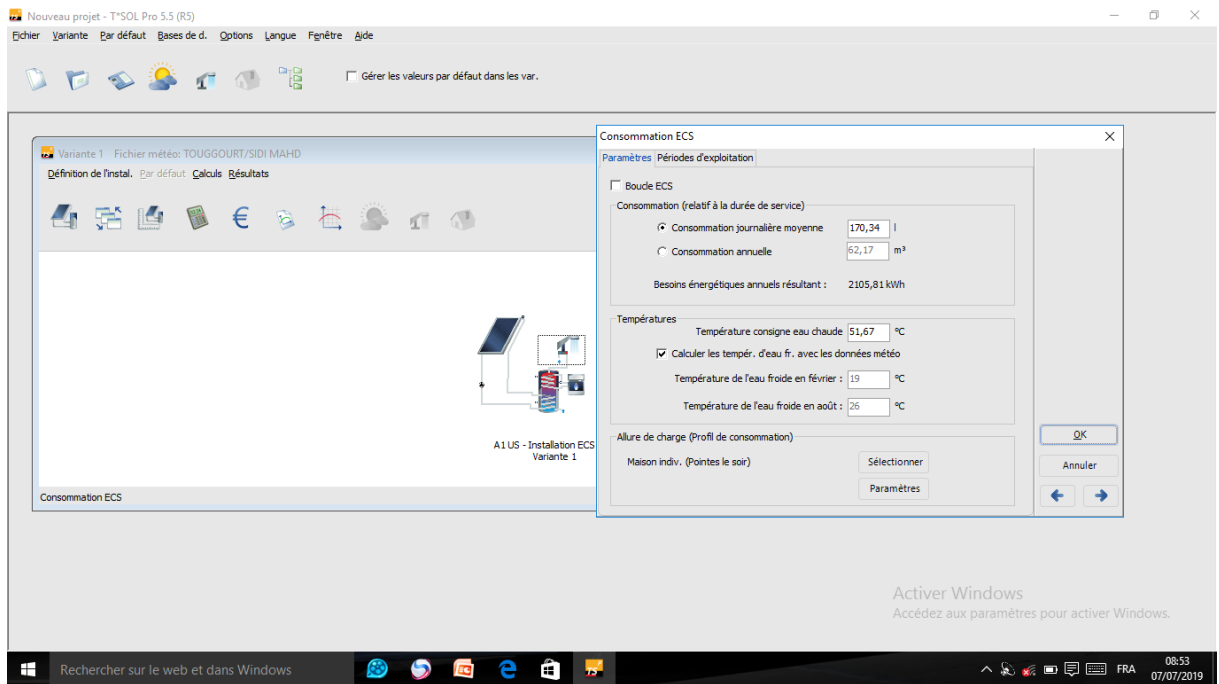 Nouveau projet - T*SOL Pro 5.5 (R5)
Fichier Variante Par défaut Bases de d. Options Langue Fenêtre Aide
Gérer les valeurs par défaut dans les var.
Variante 1 Fichier météo: TOUGGOURT/SIDI MAHD
Définition de l'instal. Par défaut Calculs Résultats
A1 US - Installation ECS
Variante 1
Consommation ECS
Consommation ECS
Paramètres Périodes d'exploitation
Boucle ECS
Consommation (relatif à la durée de service)
Consommation journalière moyenne 170,34 l
Consommation annuelle 62,17 m³
Besoins énergétiques annuels résultant : 2105,81 kWh
Températures
Température consigne eau chaude 51,67 °C
Calculer les tempér. d'eau fr. avec les données météo
Température de l'eau froide en février : 19 °C
Température de l'eau froide en août : 26 °C
Allure de charge (Profil de consommation)
Maison indiv. (Pointes le soir) Sélectionner
Paramètres
OK
Annuler
Activer Windows
Accédez aux paramètres pour activer Windows.
Rechercher sur le web et dans Windows
FRA
08:53
07/07/2019